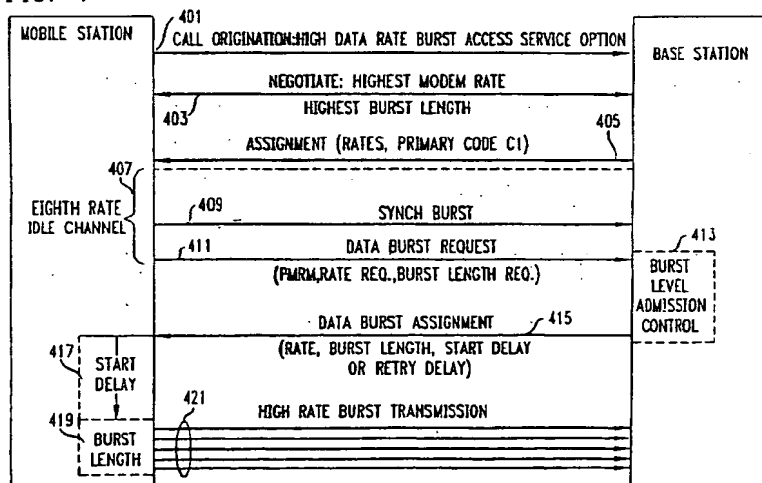 401
MOBILE STATION
CALL ORIGINATION:HIGH DATA RATE BURST ACCESS SERVICE OPTION
BASE STATION
NEGOTIATE: HIGHEST MODEM RATE
403
HIGHEST BURST LENGTH
405
ASSIGNMENT (RATES, PRIMARY CODE C1)
407
EIGHTH RATE
IDLE CHANNEL
409
SYNCH BURST
411
DATA BURST REQUEST
(PMRM,RATE REQ.,BURST LENGTH REQ.)
413
BURST
LEVEL
ADMISSION
CONTROL
DATA BURST ASSIGNMENT
415
(RATE, BURST LENGTH, START DELAY
OR RETRY DELAY)
417
START
DELAY
421
HIGH RATE BURST TRANSMISSION
419
BURST
LENGTH